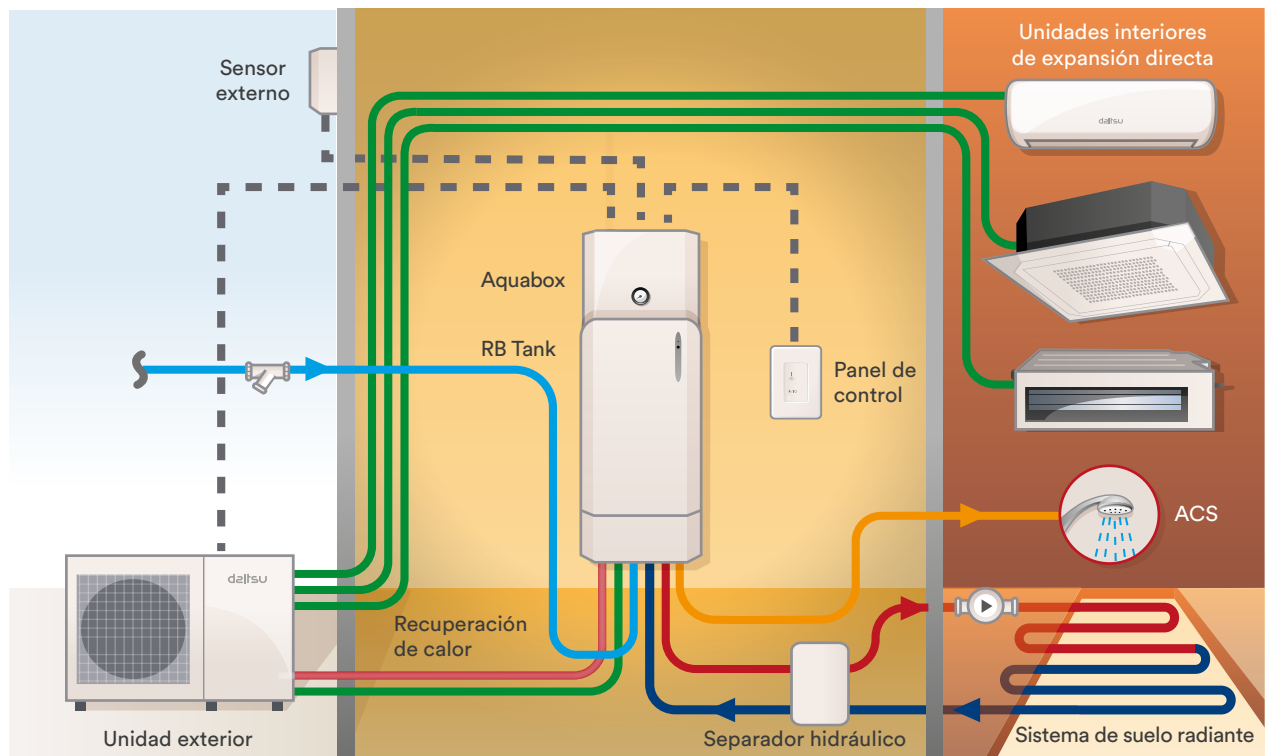 Unidades interiores
de expansión directa
Sensor
externo
daitsu
Aquabox
RB Tank
Panel de
control
ACS
daitsu
Recuperación
de calor
Unidad exterior
Separador hidráulico
Sistema de suelo radiante